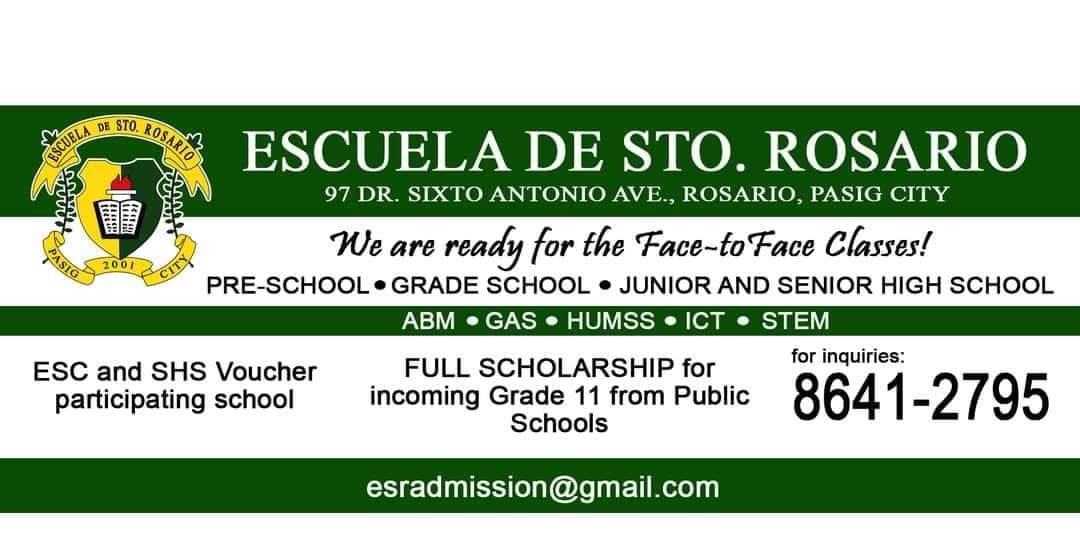 ESCUELA DE STO. ROSARIO
PASIG 2001 CITY
ESCUELA DE STO. ROSARIO
97 DR. SIXTO ANTONIO AVE., ROSARIO, PASIG CITY
We are ready for the Face-to Face Classes!
PRE-SCHOOL • GRADE SCHOOL • JUNIOR AND SENIOR HIGH SCHOOL
ABM • GAS • HUMSS • ICT • STEM
ESC and SHS Voucher
participating school
FULL SCHOLARSHIP for
incoming Grade 11 from Public
Schools
for inquiries:
8641-2795
esradmission@gmail.com